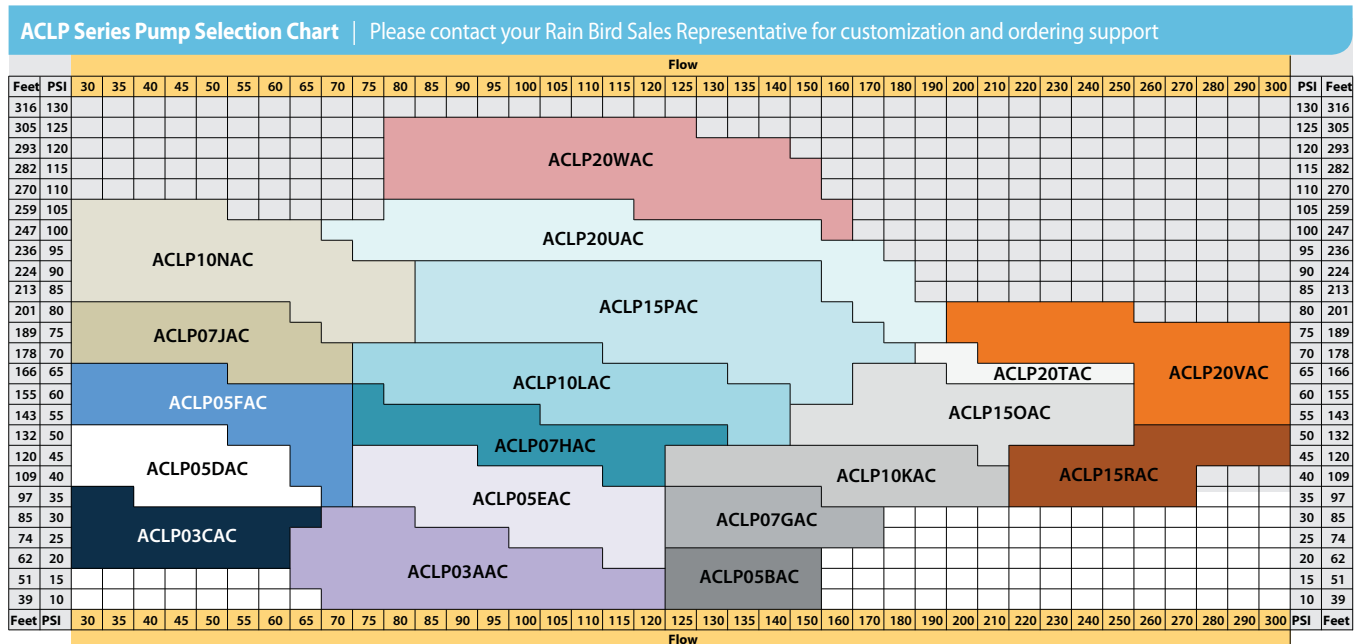 ACLP Series Pump Selection Chart | Please contact your Rain Bird Sales Representative for customization and ordering support
Flow
Feet PSI 30 35 40 45 50 55 60 65 70 75 80 85 90 95 100 105 110 115 120 125 130 135 140 150 160 170 180 190 200 210 220 230 240 250 260 270 280 290 300 PSI Feet
316 130 130 316
305 125 125 305
293 120 120 293
ACLP20WAC
282 115 115 282
270 110 110 270
259 105 105 259
247 100 100 247
ACLP20UAC
236 95 95 236
ACLP10NAC
224 90 90 224
213 85 85 213
ACLP15PAC
201 80 80 201
189 75 75 189
ACLP07JAC
178 70 70 178
166 65 ACLP20TAC ACLP20VAC 65 166
ACLP10LAC
155 60 60 155
ACLP05FAC
143 55 ACLP15OAC 55 143
132 50 50 132
ACLP07HAC
120 45 45 120
ACLP05DAC
109 40 ACLP10KAC ACLP15RAC 40 109
97 35 ACLP05EAC 35 97
85 30 ACLP07GAC 30 85
74 25 ACLP03CAC 25 74
62 20 20 62
51 15 ACLP03AAC ACLP05BAC 15 51
39 10 10 39
Feet PSI 30 35 40 45 50 55 60 65 70 75 80 85 90 95 100 105 110 115 120 125 130 135 140 150 160 170 180 190 200 210 220 230 240 250 260 270 280 290 300 PSI Feet
Flow